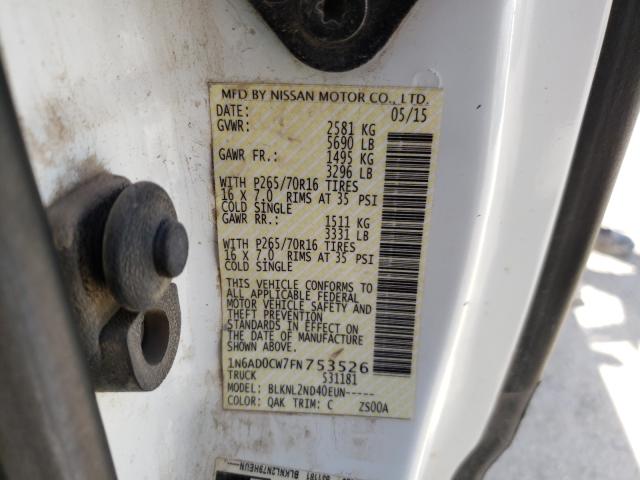 MFD BY NISSAN MOTOR CO., LTD.
DATE: 05/15
GVWR: 2581 KG
5690 LB
GAWR FR.: 1495 KG
3296 LB
WITH P265/70R16 TIRES
16 X 7.0 RIMS AT 35 PSI
COLD SINGLE
GAWR RR.: 1511 KG
3331 LB
WITH P265/70R16 TIRES
16 X 7.0 RIMS AT 35 PSI
COLD SINGLE
THIS VEHICLE CONFORMS TO
ALL APPLICABLE FEDERAL
MOTOR VEHICLE SAFETY AND
THEFT PREVENTION
STANDARDS IN EFFECT ON
THE DATE OF MANUFACTURE
SHOWN ABOVE.
1N6AD0CW7FN753526
TRUCK S31181
MODEL: BLKNL2ND40EUN-----
COLOR: QAK TRIM: C ZS00A